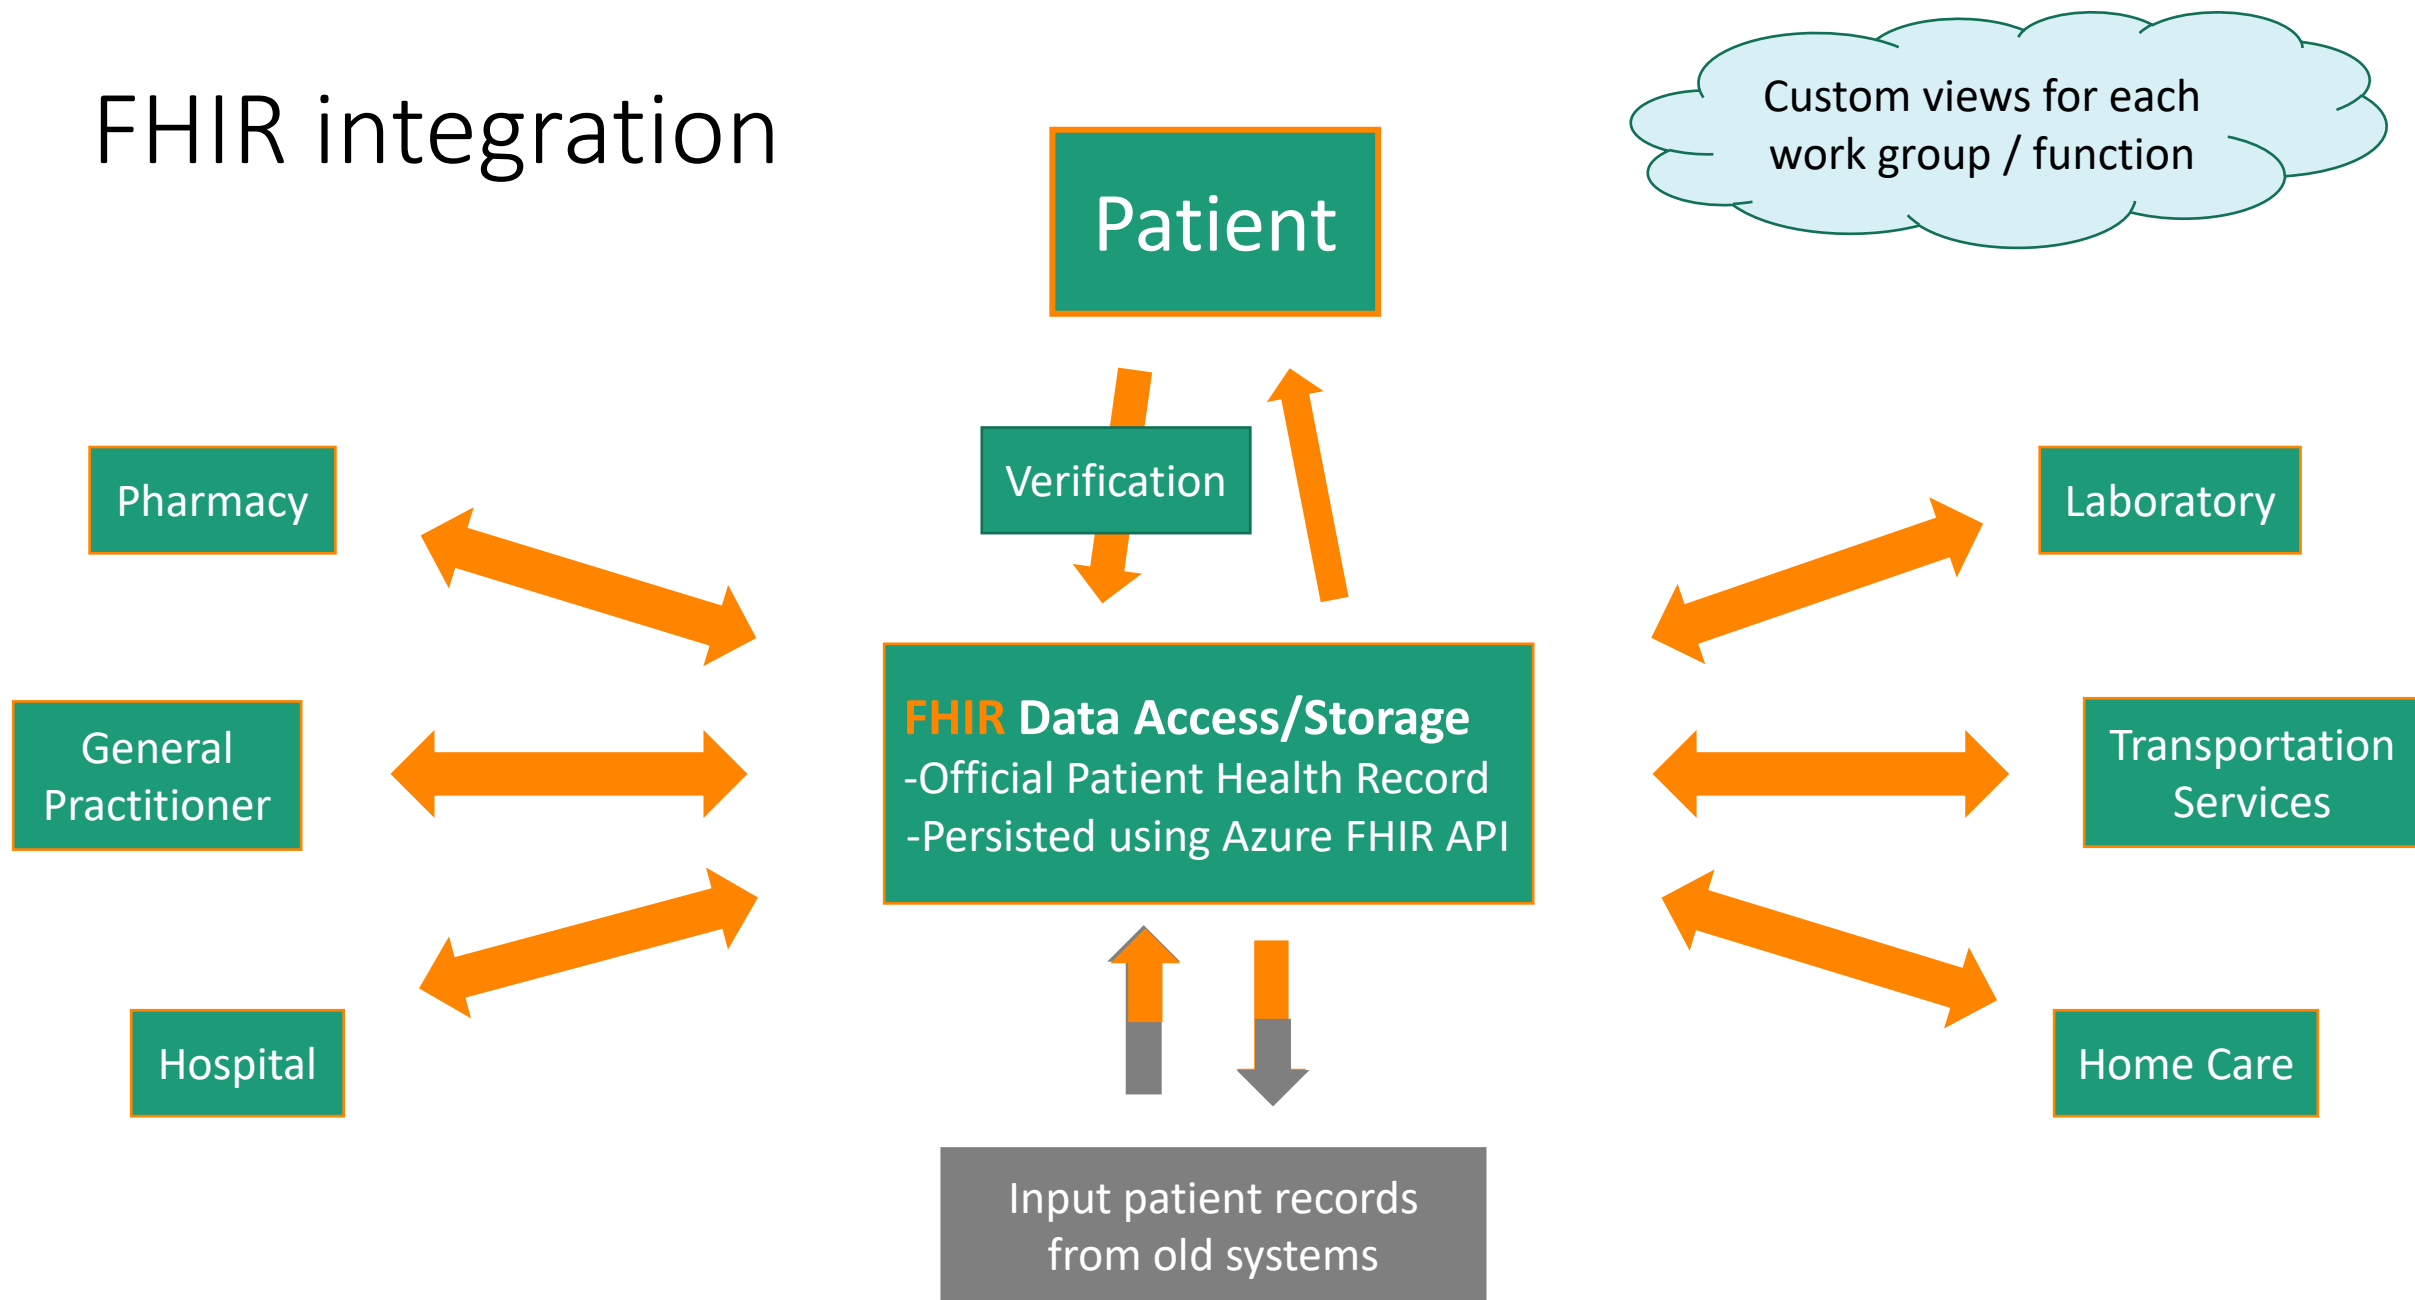 FHIR integration
Custom views for each
work group / function
Patient
Verification
Pharmacy
Laboratory
FHIR Data Access/Storage
-Official Patient Health Record
-Persisted using Azure FHIR API
General
Practitioner
Transportation
Services
Hospital
Home Care
Input patient records
from old systems